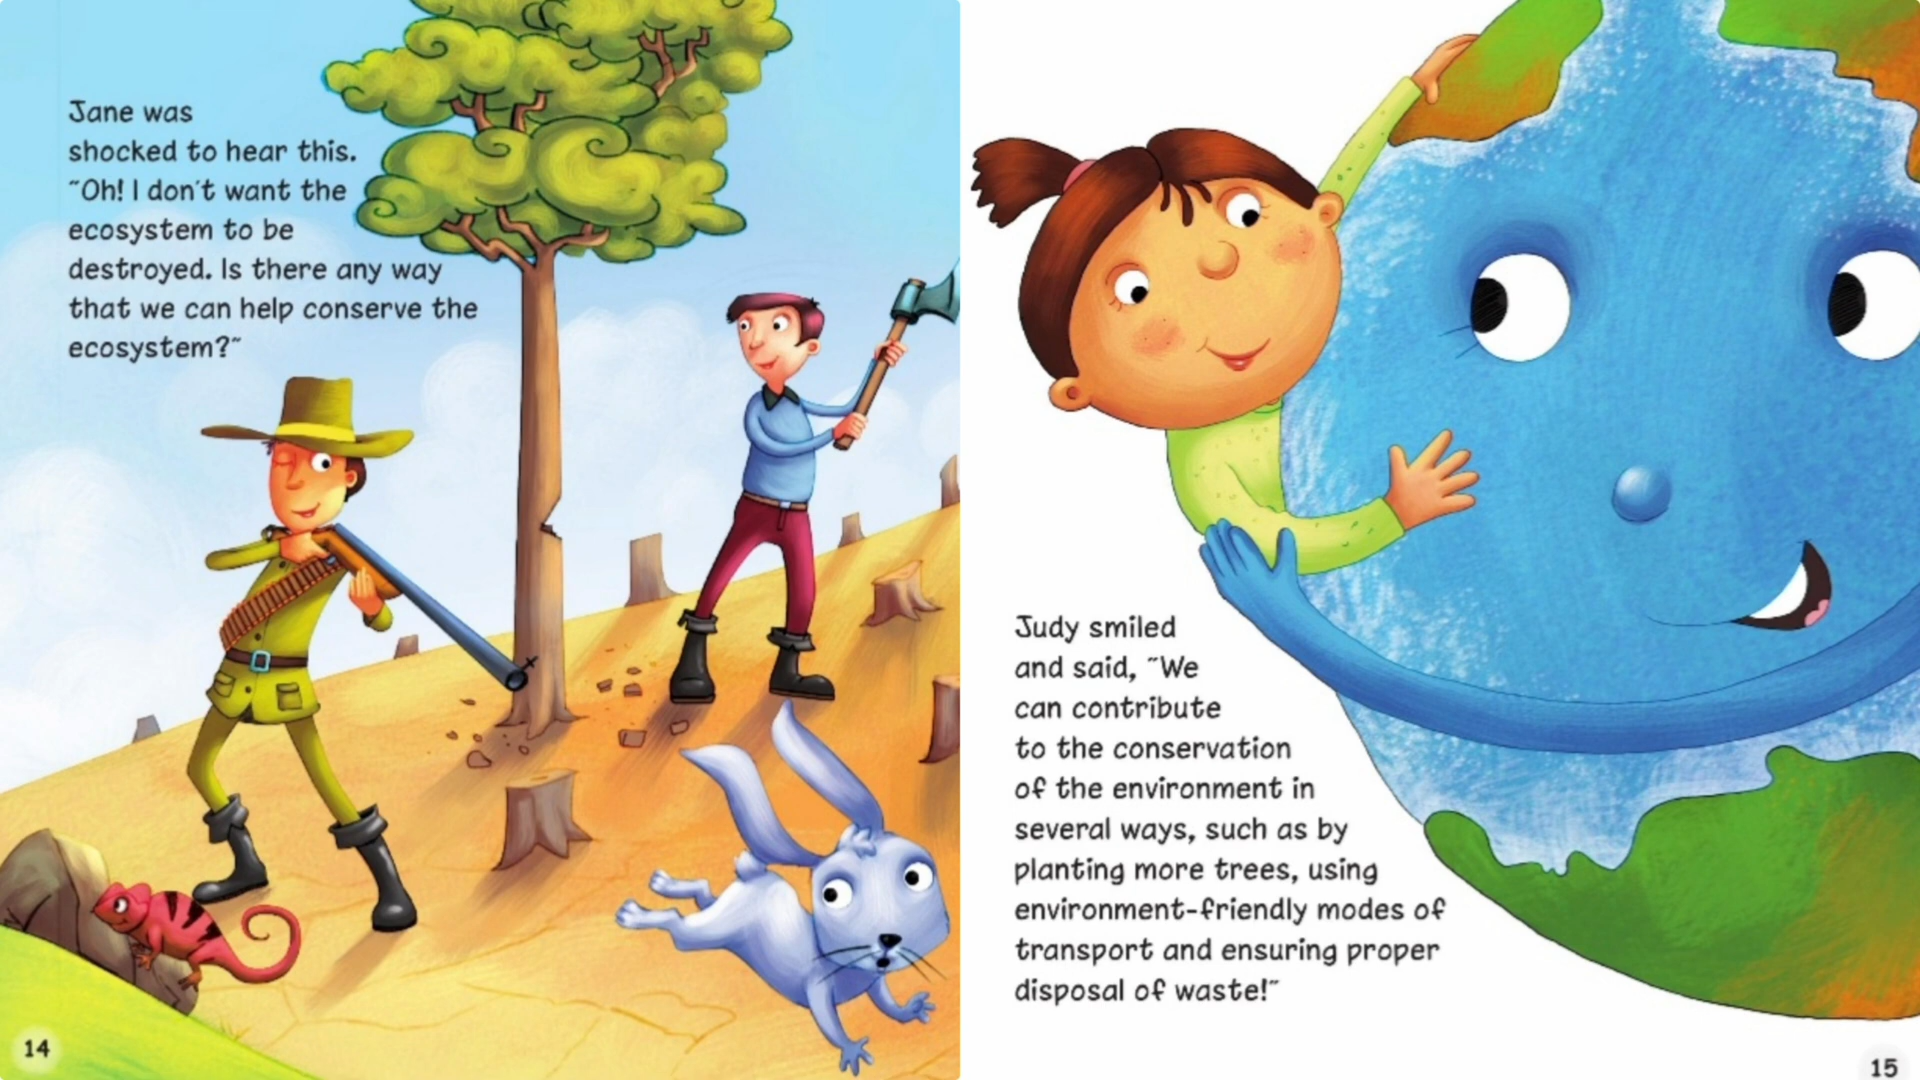 Jane was
shocked to hear this.
"Oh! I don't want the
ecosystem to be
destroyed. Is there any way
that we can help conserve the
ecosystem?"
14
Judy smiled
and said, "We
can contribute
to the conservation
of the environment in
several ways, such as by
planting more trees, using
environment-friendly modes of
transport and ensuring proper
disposal of waste!"
15